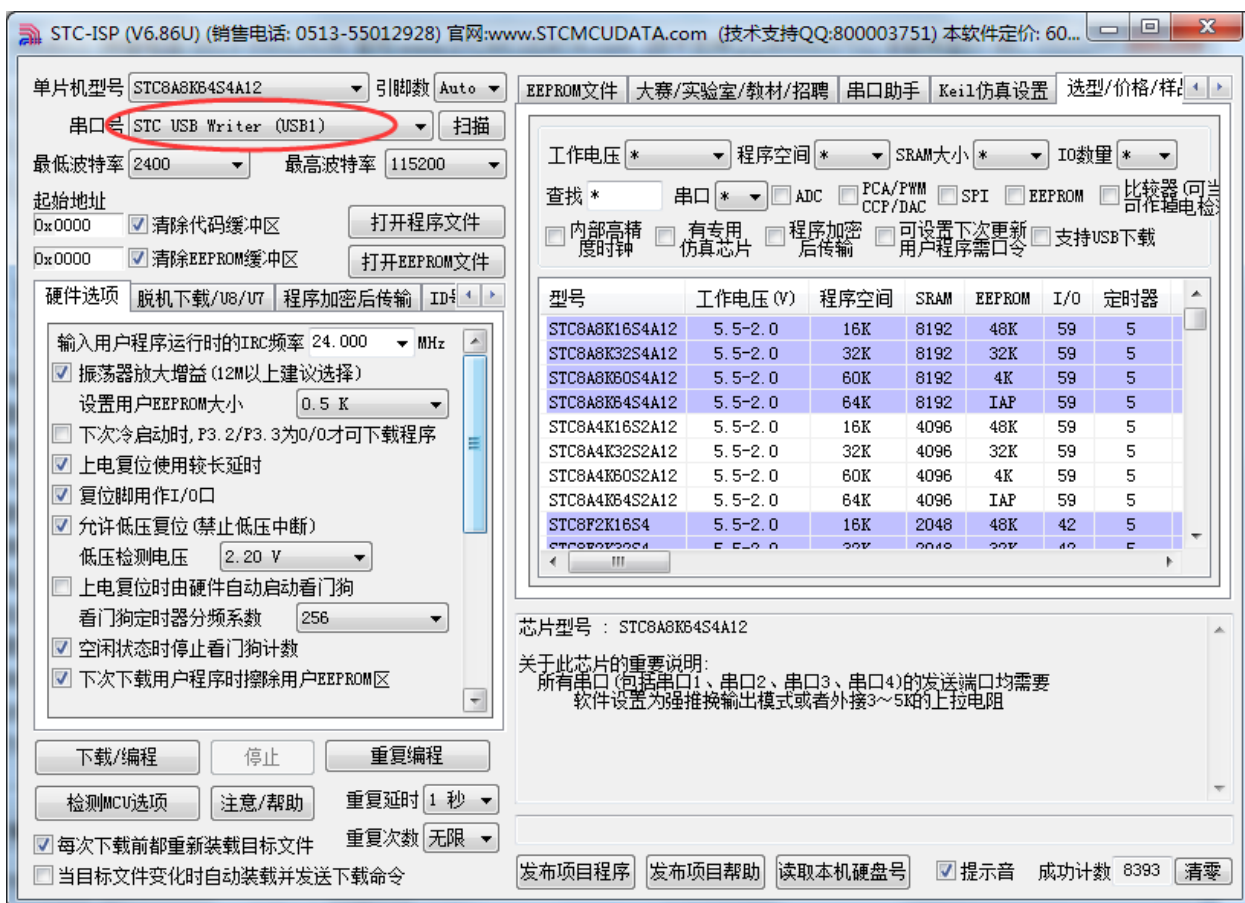 STC-ISP (V6.86U) (销售电话: 0513-55012928) 官网:www.STCMCUDATA.com (技术支持QQ:800003751) 本软件定价: 60...
单片机型号 STC8A8K64S4A12 引脚数 Auto
串口号 STC USB Writer (USB1) 扫描
最低波特率 2400 最高波特率 115200
起始地址
0x0000 清除代码缓冲区 打开程序文件
0x0000 清除EEPROM缓冲区 打开EEPROM文件
硬件选项 脱机下载/U8/U7 程序加密后传输
输入用户程序运行时的IRC频率 24.000 MHz
振荡器放大增益(12M以上建议选择)
设置用户EEPROM大小 0.5 K
下次冷启动时,P3.2/P3.3为0/0才可下载程序
上电复位使用较长延时
复位脚用作I/O口
允许低压复位(禁止低压中断)
低压检测电压 2.20 V
上电复位时由硬件自动启动看门狗
看门狗定时器分频系数 256
空闲状态时停止看门狗计数
下次下载用户程序时擦除用户EEPROM区
下载/编程 停止 重复编程
检测MCU选项 注意/帮助 重复延时 1 秒
每次下载前都重新装载目标文件 重复次数 无限
当目标文件变化时自动装载并发送下载命令
EEPROM文件 大赛/实验室/教材/招聘 串口助手 Keil仿真设置 选型/价格/样
工作电压 * 程序空间 * SRAM大小 * IO数量 *
查找 * 串口 * ADC PCA/PWM CCP/DAC SPI EEPROM 比较器(可当 可作掉电检
内部高精度时钟 有专用仿真芯片 程序加密后传输 可设置下次更新用户程序需口令 支持USB下载
型号 工作电压(V) 程序空间 SRAM EEPROM I/O 定时器
STC8A8K16S4A12 5.5-2.0 16K 8192 48K 59 5
STC8A8K32S4A12 5.5-2.0 32K 8192 32K 59 5
STC8A8K60S4A12 5.5-2.0 60K 8192 4K 59 5
STC8A8K64S4A12 5.5-2.0 64K 8192 IAP 59 5
STC8A4K16S2A12 5.5-2.0 16K 4096 48K 59 5
STC8A4K32S2A12 5.5-2.0 32K 4096 32K 59 5
STC8A4K60S2A12 5.5-2.0 60K 4096 4K 59 5
STC8A4K64S2A12 5.5-2.0 64K 4096 IAP 59 5
STC8F2K16S4 5.5-2.0 16K 2048 48K 42 5
STC8F2K32S4 5.5-2.0 32K 2048 32K 42 5
芯片型号 : STC8A8K64S4A12
关于此芯片的重要说明:
所有串口(包括串口1、串口2、串口3、串口4)的发送端口均需要
软件设置为强推挽输出模式或者外接3～5K的上拉电阻
发布项目程序 发布项目帮助 读取本机硬盘号 提示音 成功计数 8393 清零